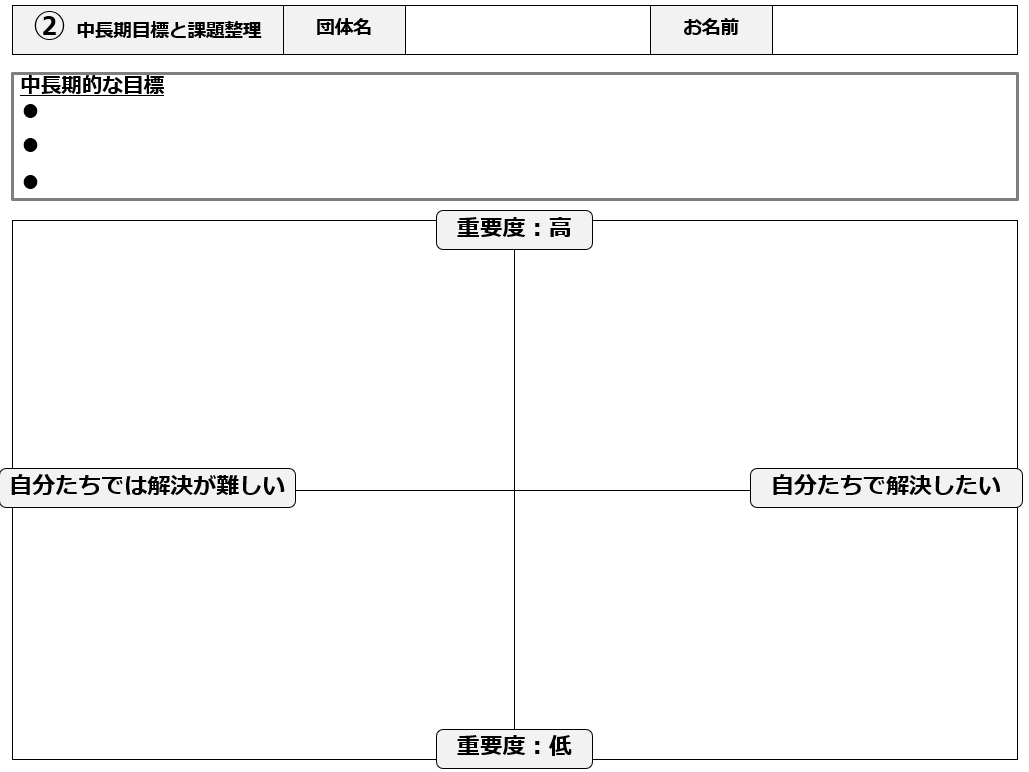 ② 中長期目標と課題整理 団体名 お名前
中長期的な目標
●
●
●
重要度：高
自分たちでは解決が難しい 自分たちで解決したい
重要度：低